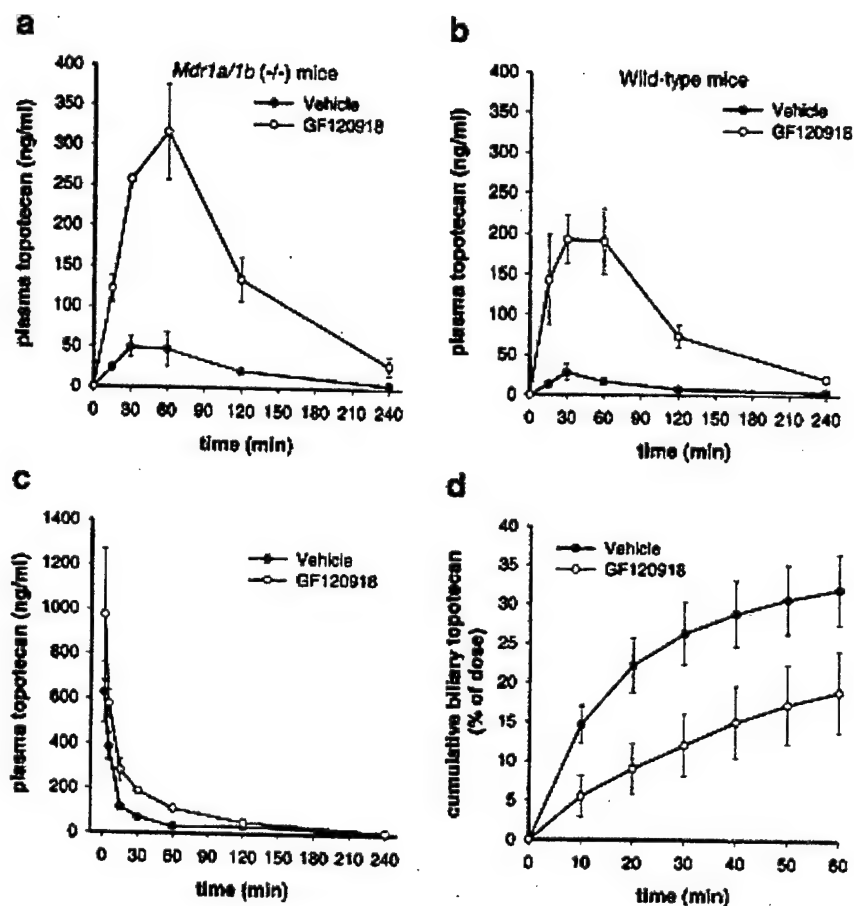 a
Mdr1a/1b (-/-) mice
Vehicle
GF120918
plasma topotecan (ng/ml)
400
350
300
250
200
150
100
50
0
0 30 60 90 120 150 180 210 240
time (min)
b
Wild-type mice
Vehicle
GF120918
plasma topotecan (ng/ml)
400
350
300
250
200
150
100
50
0
0 30 60 90 120 150 180 210 240
time (min)
c
Vehicle
GF120918
plasma topotecan (ng/ml)
1400
1200
1000
800
600
400
200
0
0 30 60 90 120 150 180 210 240
time (min)
d
Vehicle
GF120918
cumulative biliary topotecan
(% of dose)
40
35
30
25
20
15
10
5
0
0 10 20 30 40 50 60
time (min)